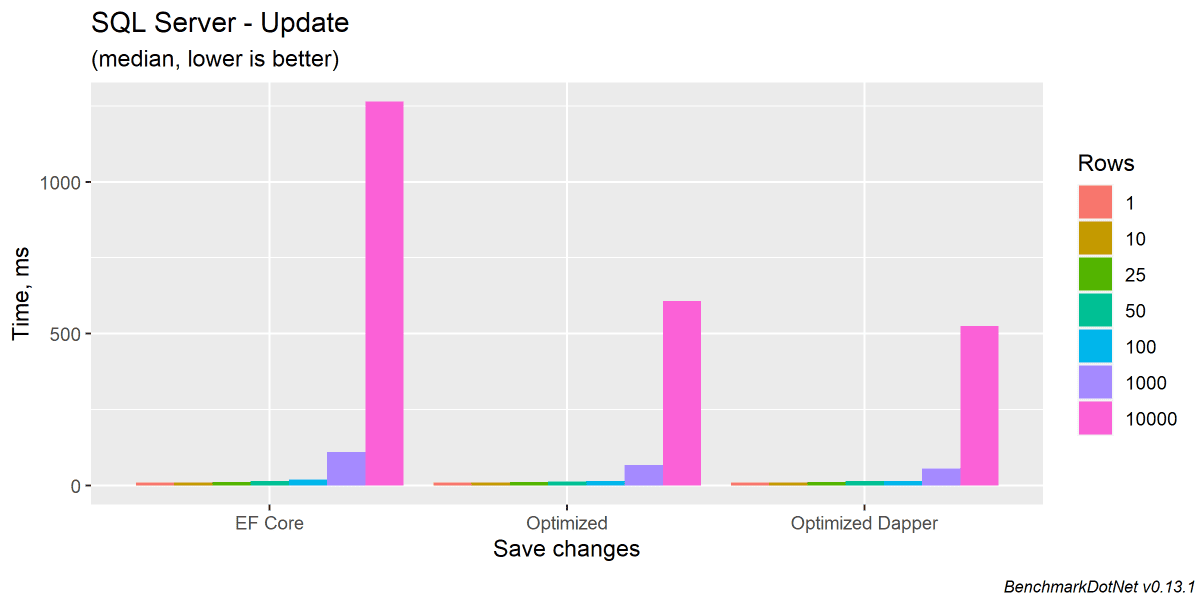 SQL Server - Update
(median, lower is better)
Time, ms
1000
500
0
EF Core
Optimized
Optimized Dapper
Save changes
Rows
1
10
25
50
100
1000
10000
BenchmarkDotNet v0.13.1